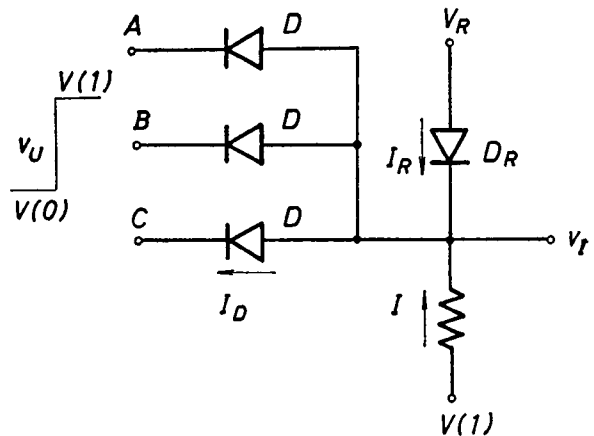 A
D
V_R
V(1)
B
D
v_U
I_R
D_R
V(0)
C
D
v_I
I_D
I
V(1)